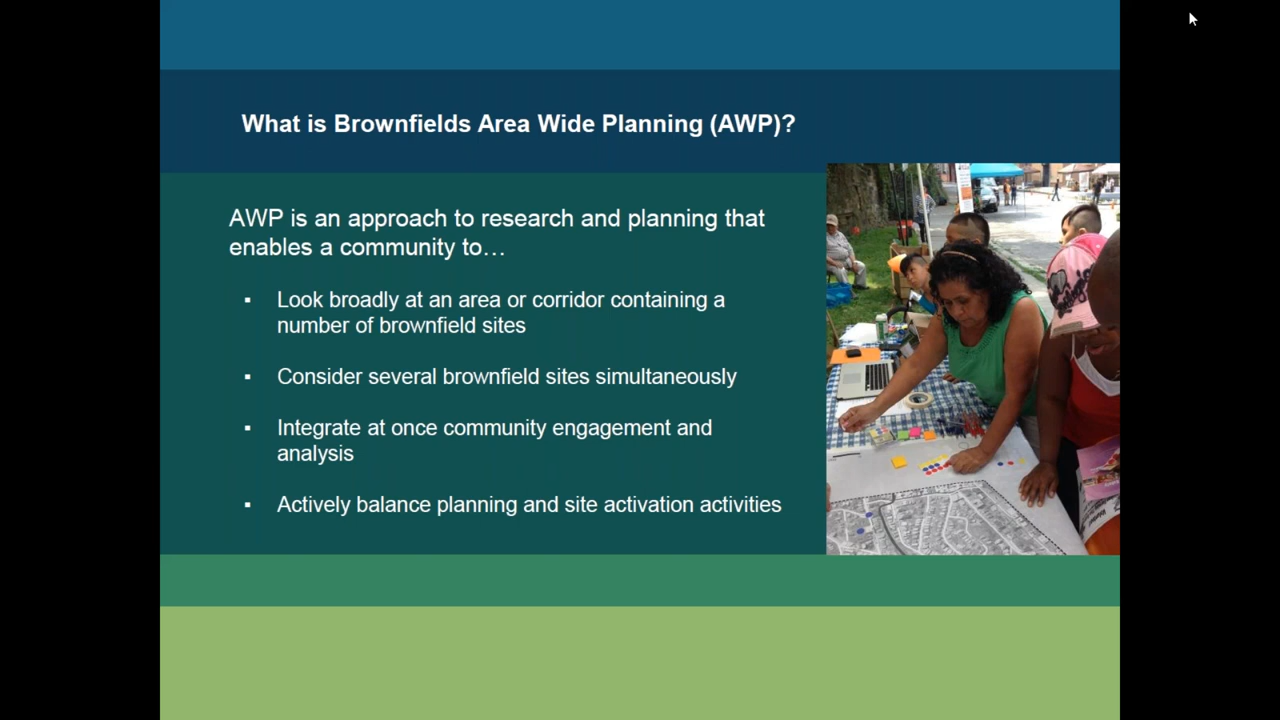 What is Brownfields Area Wide Planning (AWP)?
AWP is an approach to research and planning that
enables a community to…
▪ Look broadly at an area or corridor containing a
number of brownfield sites
▪ Consider several brownfield sites simultaneously
▪ Integrate at once community engagement and
analysis
▪ Actively balance planning and site activation activities